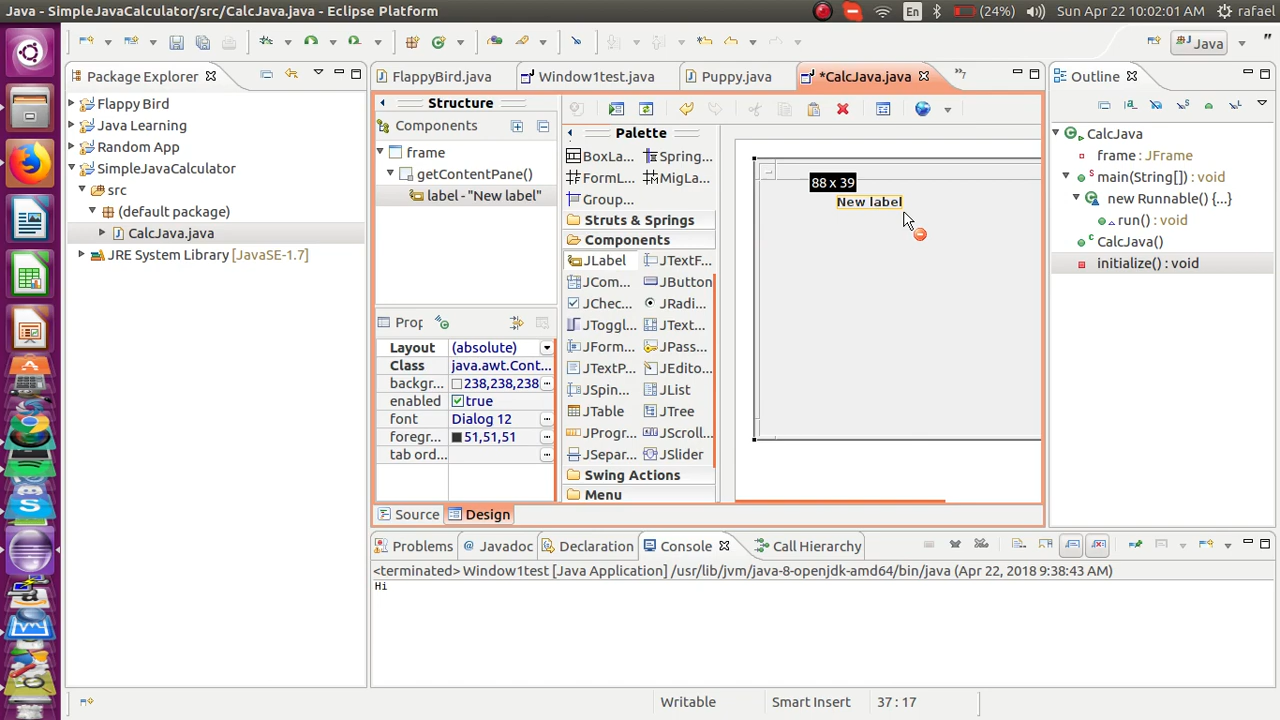 Java - SimpleJavaCalculator/src/CalcJava.java - Eclipse Platform
En
(24%)
Sun Apr 22 10:02:01 AM
rafael
Java
Package Explorer
FlappyBird.java
Window1test.java
Puppy.java
*CalcJava.java
»7
Outline
Flappy Bird
Java Learning
Random App
SimpleJavaCalculator
src
(default package)
CalcJava.java
JRE System Library [JavaSE-1.7]
Structure
Components
frame
getContentPane()
label - "New label"
Prop
Layout (absolute)
Class java.awt.Cont...
backgr... 238,238,238
enabled true
font Dialog 12
foregr... 51,51,51
tab ord...
Palette
BoxLa... Spring...
FormL... MigLa...
Group...
Struts & Springs
Components
JLabel JTextF...
JCom... JButton
JChec... JRadi...
JToggl... JText...
JForm... JPass...
JTextP... JEdito...
JSpin... JList
JTable JTree
JProgr... JScroll...
JSepar... JSlider
Swing Actions
Menu
88 x 39
New label
Source
Design
CalcJava
frame : JFrame
main(String[]) : void
new Runnable() {...}
run() : void
CalcJava()
initialize() : void
Problems
Javadoc
Declaration
Console
Call Hierarchy
<terminated> Window1test [Java Application] /usr/lib/jvm/java-8-openjdk-amd64/bin/java (Apr 22, 2018 9:38:43 AM)
Hi
Writable
Smart Insert
37 : 17